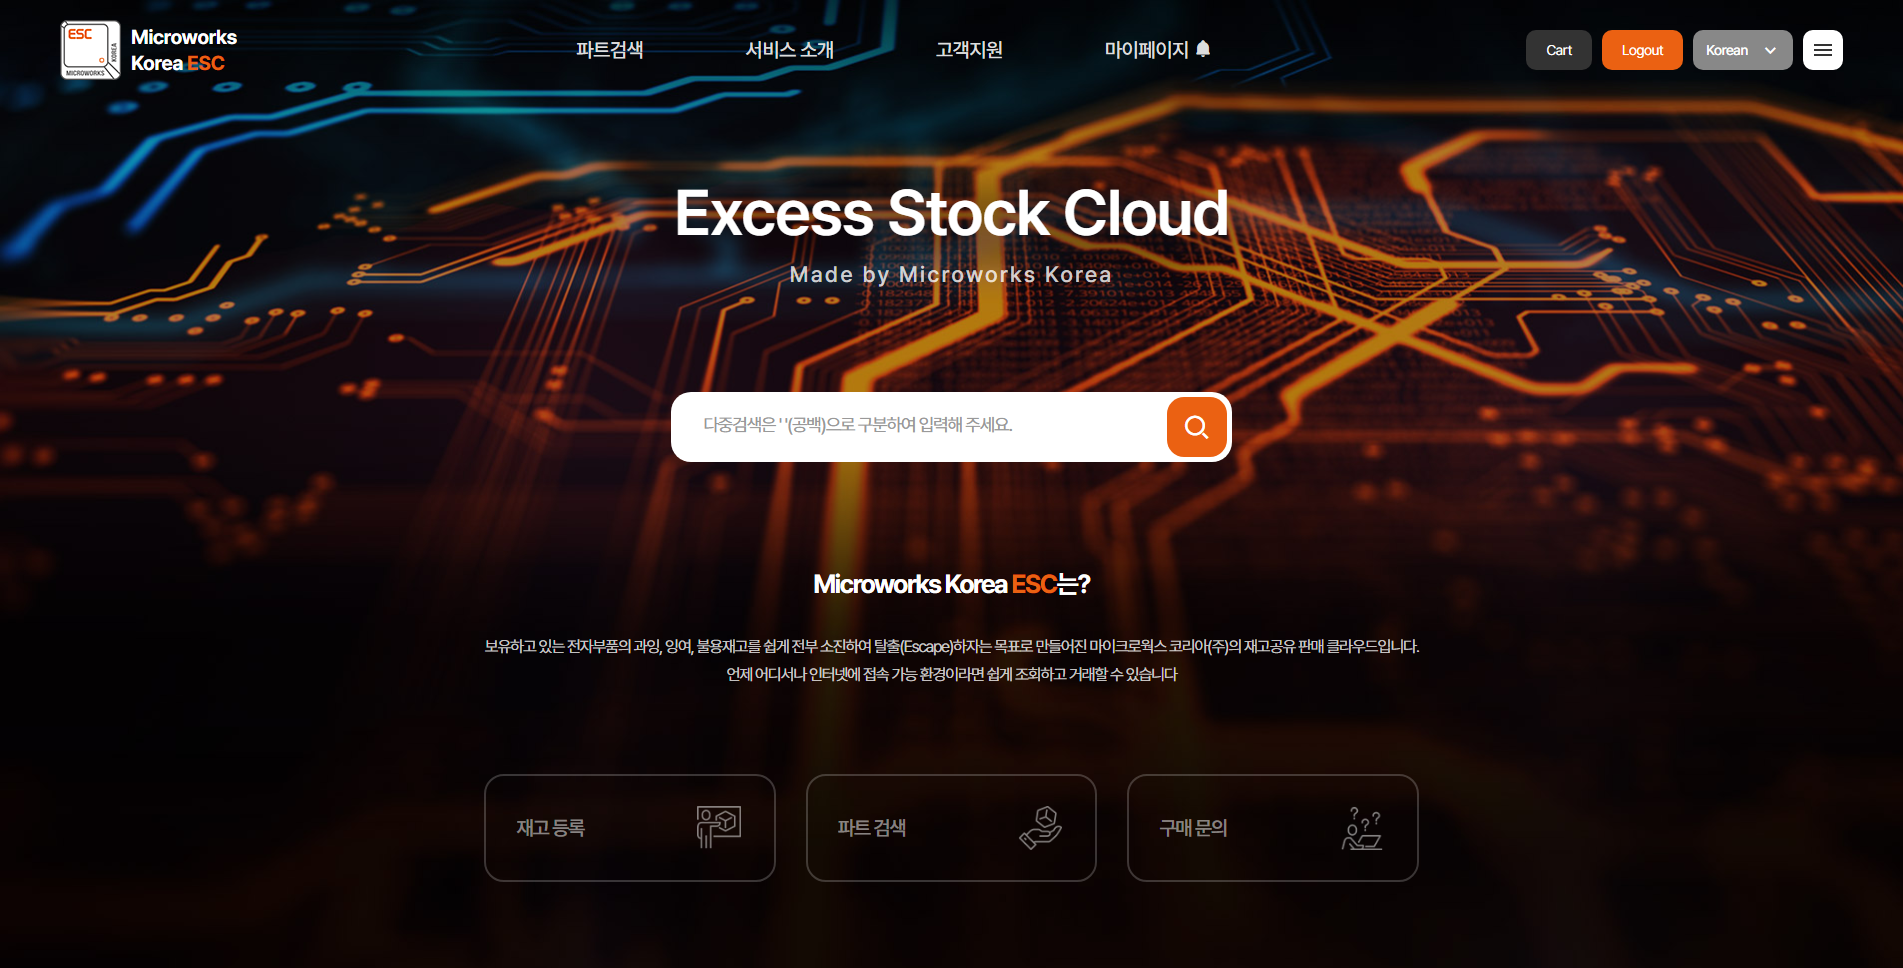 ESC
KOREA
MICROWORKS
Microworks
Korea ESC
파트검색
서비스 소개
고객지원
마이페이지
Cart
Logout
Korean
Excess Stock Cloud
Made by Microworks Korea
다중검색은 ' '(공백)으로 구분하여 입력해 주세요.
Microworks Korea ESC는?
보유하고 있는 전자부품의 과잉, 잉여, 불용재고를 쉽게 전부 소진하여 탈출(Escape)하자는 목표로 만들어진 마이크로웍스 코리아(주)의 재고공유 판매 클라우드입니다.
언제 어디서나 인터넷에 접속 가능 환경이라면 쉽게 조회하고 거래할 수 있습니다
재고 등록
파트 검색
구매 문의